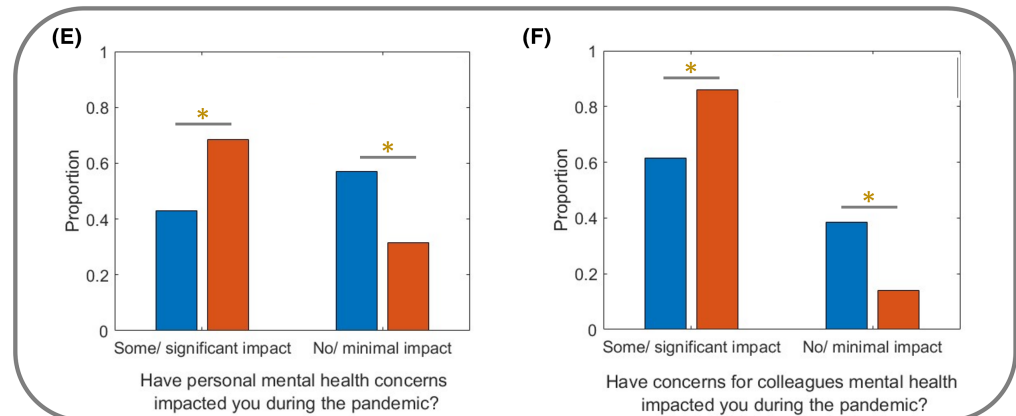 (E)
1
0.8
0.6
0.4
0.2
0
Proportion
*
*
Some/ significant impact
No/ minimal impact
Have personal mental health concerns
impacted you during the pandemic?
(F)
1
0.8
0.6
0.4
0.2
0
Proportion
*
*
Some/ significant impact
No/ minimal impact
Have concerns for colleagues mental health
impacted you during the pandemic?